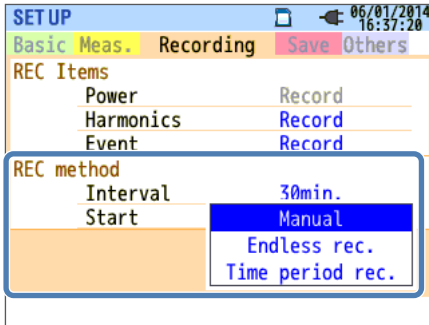 SET UP 06/01/2014
16:37:20
Basic Meas. Recording Save Others
REC Items
Power Record
Harmonics Record
Event Record
REC method
Interval 30min.
Start Manual
Endless rec.
Time period rec.